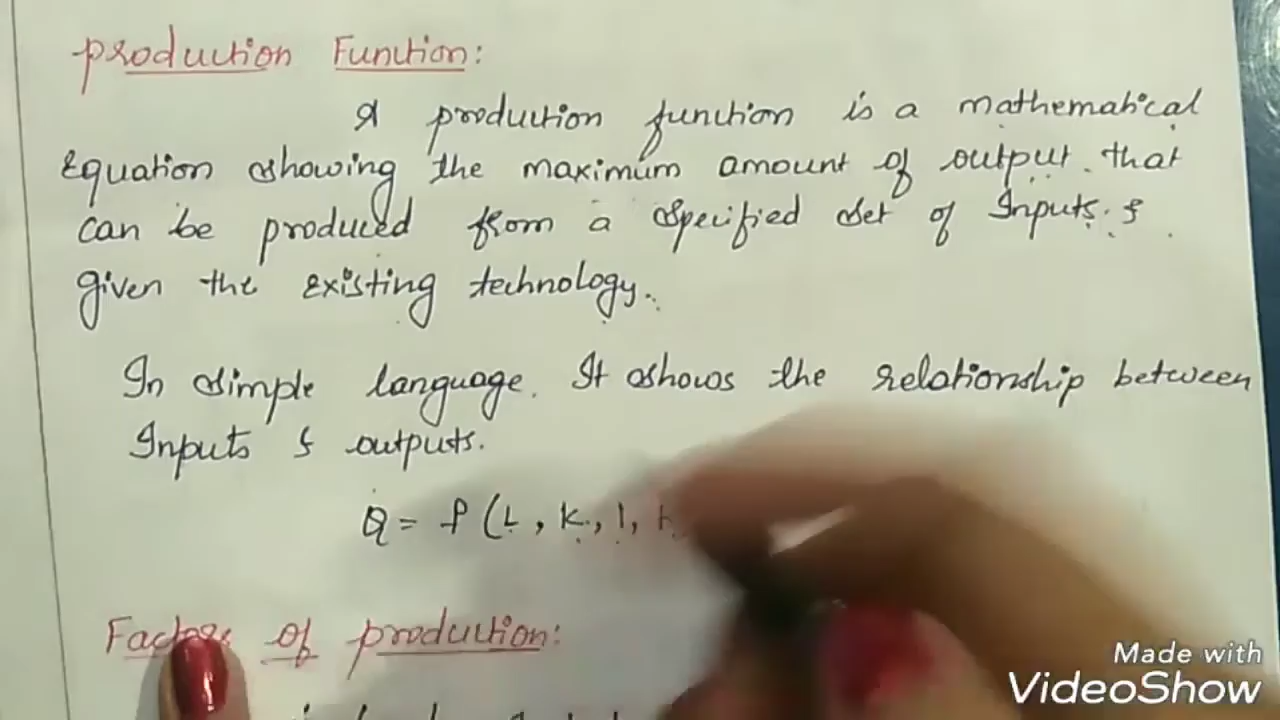 production Function:
A production function is a mathematical
Equation showing the maximum amount of output that
can be produced from a specified set of Inputs. &
given the existing technology.
In simple language. It shows the relationship between
Inputs & outputs.
Q = f (L, K, I,
Factors of production:
Made with
VideoShow